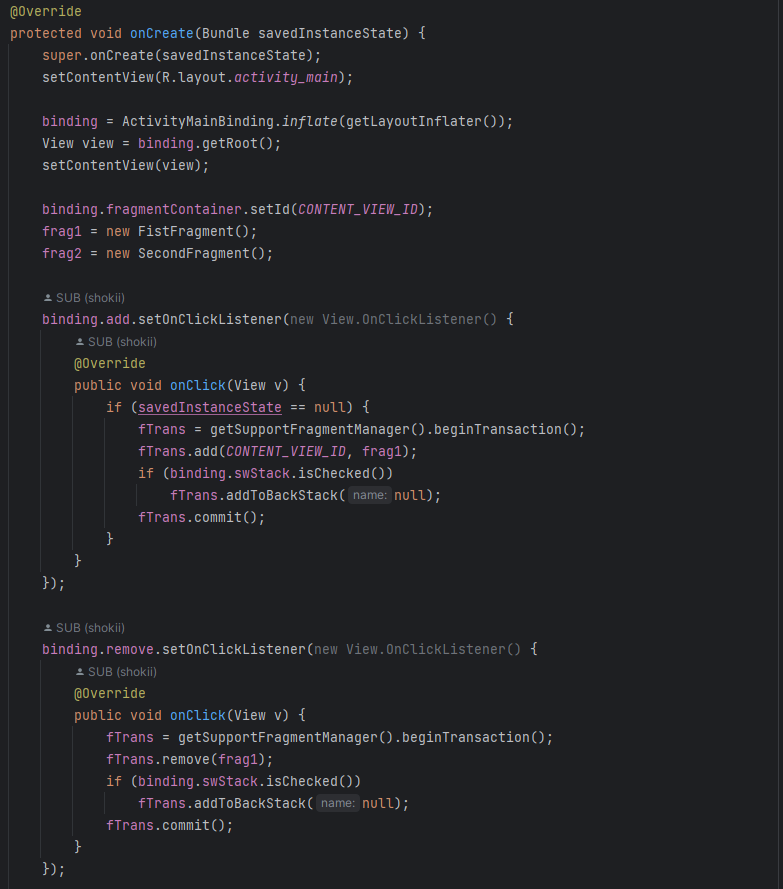 @Override
protected void onCreate(Bundle savedInstanceState) {
    super.onCreate(savedInstanceState);
    setContentView(R.layout.activity_main);

    binding = ActivityMainBinding.inflate(getLayoutInflater());
    View view = binding.getRoot();
    setContentView(view);

    binding.fragmentContainer.setId(CONTENT_VIEW_ID);
    frag1 = new FistFragment();
    frag2 = new SecondFragment();

    SUB (shokii)
    binding.add.setOnClickListener(new View.OnClickListener() {
        SUB (shokii)
        @Override
        public void onClick(View v) {
            if (savedInstanceState == null) {
                fTrans = getSupportFragmentManager().beginTransaction();
                fTrans.add(CONTENT_VIEW_ID, frag1);
                if (binding.swStack.isChecked())
                    fTrans.addToBackStack( name: null);
                fTrans.commit();
            }
        }
    });

    SUB (shokii)
    binding.remove.setOnClickListener(new View.OnClickListener() {
        SUB (shokii)
        @Override
        public void onClick(View v) {
            fTrans = getSupportFragmentManager().beginTransaction();
            fTrans.remove(frag1);
            if (binding.swStack.isChecked())
                fTrans.addToBackStack( name: null);
            fTrans.commit();
        }
    });